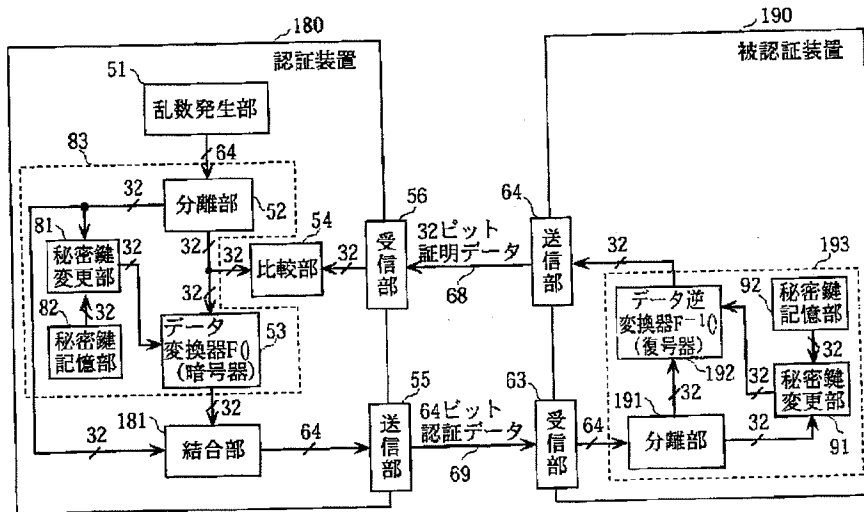 180
認証装置
190
被認証装置
51
乱数発生部
83
64
32
分離部
52
81
秘密鍵
変更部
32
32
32
54
比較部
32
56
受信部
32ビット
証明データ
68
64
送信部
32
193
82
32
秘密鍵
記憶部
32
データ
変換器F()
(暗号器)
53
データ逆
変換器F⁻¹()
(復号器)
192
92
秘密鍵
記憶部
32
32
秘密鍵
変更部
91
32
181
32
結合部
64
55
送信部
64ビット
認証データ
69
63
受信部
64
191
分離部
32
32